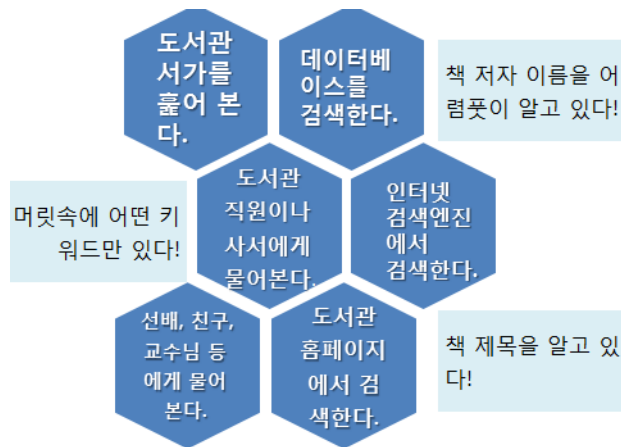 도서관
서가를
훑어 본
다.
데이터베
이스를
검색한다.
책 저자 이름을 어
렴풋이 알고 있다!
머릿속에 어떤 키
워드만 있다!
도서관
직원이나
사서에게
물어본다.
인터넷
검색엔진
에서
검색한다.
선배, 친구,
교수님 등
에게 물어
본다.
도서관
홈페이지
에서 검
색한다.
책 제목을 알고 있
다!